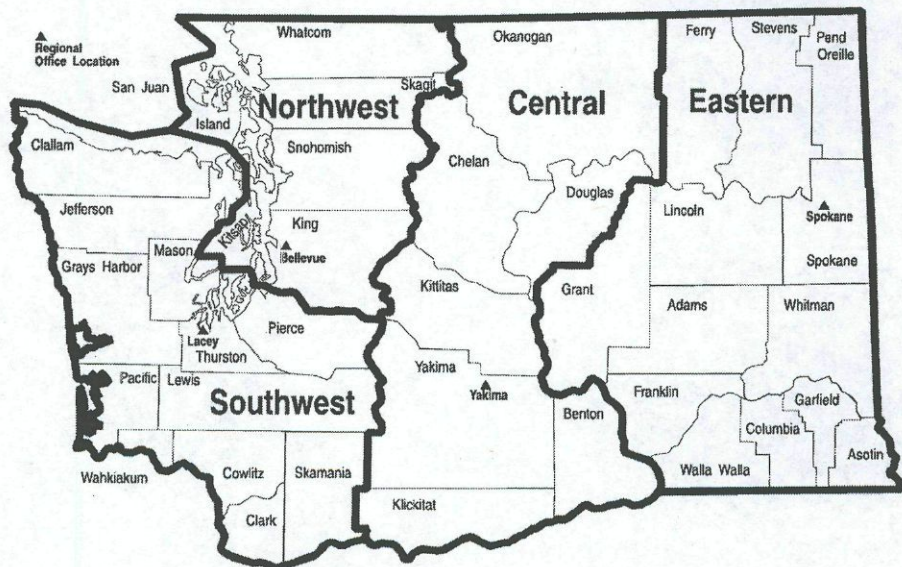 Regional
Office Location
San Juan
Whatcom
Skagit
Northwest
Island
Snohomish
King
Kitsap
Bellevue
Okanogan
Central
Chelan
Douglas
Kittitas
Yakima
Yakima
Benton
Klickitat
Ferry
Stevens
Pend
Oreille
Eastern
Lincoln
Spokane
Spokane
Grant
Adams
Whitman
Franklin
Garfield
Columbia
Walla Walla
Asotin
Clallam
Jefferson
Mason
Grays Harbor
Lacey
Thurston
Pierce
Pacific
Lewis
Southwest
Wahkiakum
Cowlitz
Skamania
Clark